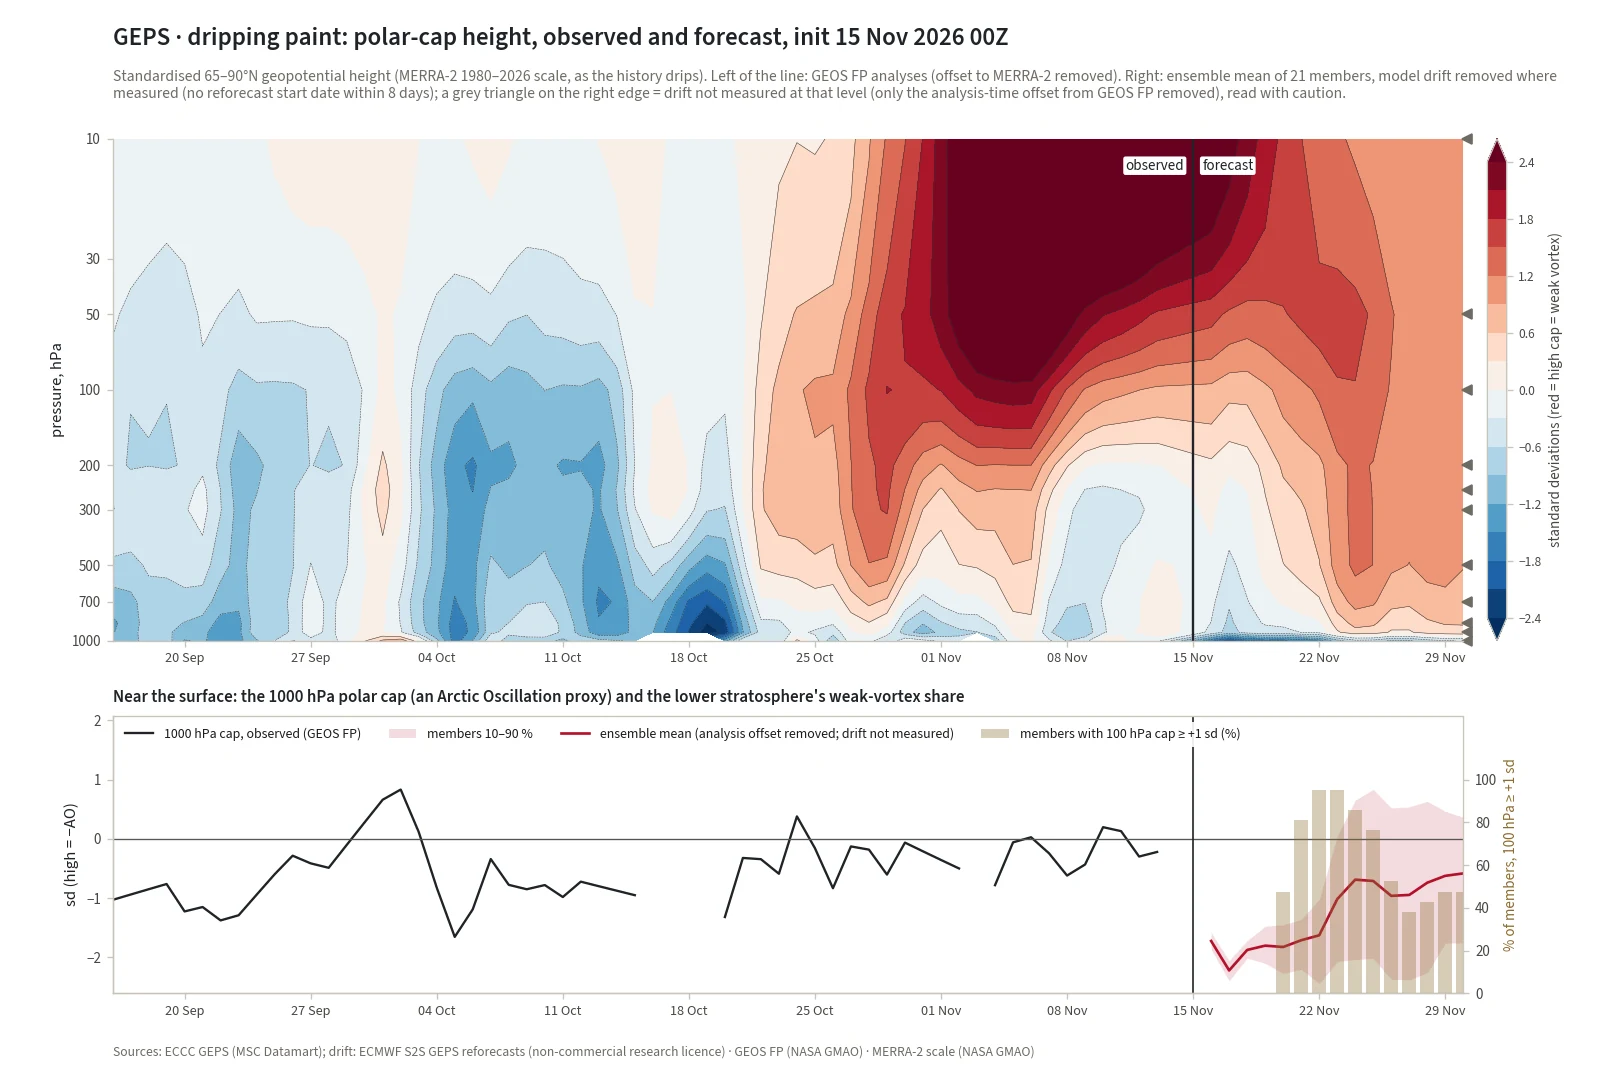 GEPS · dripping paint: polar-cap height, observed and forecast, init 15 Nov 2026 00Z
Standardised 65–90°N geopotential height (MERRA-2 1980–2026 scale, as the history drips). Left of the line: GEOS FP analyses (offset to MERRA-2 removed). Right: ensemble mean of 21 members, model drift removed where
measured (no reforecast start date within 8 days); a grey triangle on the right edge = drift not measured at that level (only the analysis-time offset from GEOS FP removed), read with caution.
pressure, hPa
10
30
50
100
200
300
500
700
1000
observed
forecast
20 Sep
27 Sep
04 Oct
11 Oct
18 Oct
25 Oct
01 Nov
08 Nov
15 Nov
22 Nov
29 Nov
2.4
1.8
1.2
0.6
0.0
−0.6
−1.2
−1.8
−2.4
standard deviations (red = high cap = weak vortex)
Near the surface: the 1000 hPa polar cap (an Arctic Oscillation proxy) and the lower stratosphere's weak-vortex share
1000 hPa cap, observed (GEOS FP)
members 10–90 %
ensemble mean (analysis offset removed; drift not measured)
members with 100 hPa cap ≥ +1 sd (%)
sd (high = −AO)
2
1
0
−1
−2
100
80
60
40
20
0
% of members, 100 hPa ≥ +1 sd
20 Sep
27 Sep
04 Oct
11 Oct
18 Oct
25 Oct
01 Nov
08 Nov
15 Nov
22 Nov
29 Nov
Sources: ECCC GEPS (MSC Datamart); drift: ECMWF S2S GEPS reforecasts (non-commercial research licence) · GEOS FP (NASA GMAO) · MERRA-2 scale (NASA GMAO)